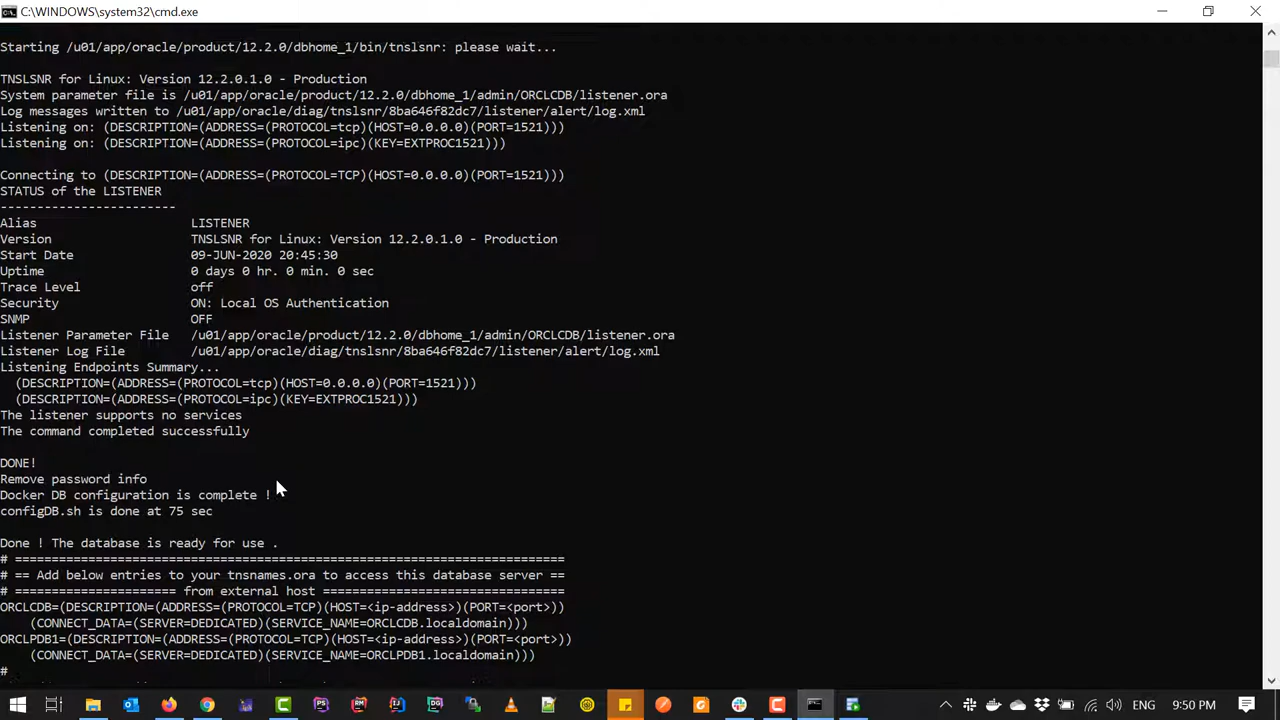 C:\WINDOWS\system32\cmd.exe
Starting /u01/app/oracle/product/12.2.0/dbhome_1/bin/tnslsnr: please wait...
TNSLSNR for Linux: Version 12.2.0.1.0 - Production
System parameter file is /u01/app/oracle/product/12.2.0/dbhome_1/admin/ORCLCDB/listener.ora
Log messages written to /u01/app/oracle/diag/tnslsnr/8ba646f82dc7/listener/alert/log.xml
Listening on: (DESCRIPTION=(ADDRESS=(PROTOCOL=tcp)(HOST=0.0.0.0)(PORT=1521)))
Listening on: (DESCRIPTION=(ADDRESS=(PROTOCOL=ipc)(KEY=EXTPROC1521)))
Connecting to (DESCRIPTION=(ADDRESS=(PROTOCOL=TCP)(HOST=0.0.0.0)(PORT=1521)))
STATUS of the LISTENER
------------------------
Alias                     LISTENER
Version                   TNSLSNR for Linux: Version 12.2.0.1.0 - Production
Start Date                09-JUN-2020 20:45:30
Uptime                    0 days 0 hr. 0 min. 0 sec
Trace Level               off
Security                  ON: Local OS Authentication
SNMP                      OFF
Listener Parameter File   /u01/app/oracle/product/12.2.0/dbhome_1/admin/ORCLCDB/listener.ora
Listener Log File         /u01/app/oracle/diag/tnslsnr/8ba646f82dc7/listener/alert/log.xml
Listening Endpoints Summary...
  (DESCRIPTION=(ADDRESS=(PROTOCOL=tcp)(HOST=0.0.0.0)(PORT=1521)))
  (DESCRIPTION=(ADDRESS=(PROTOCOL=ipc)(KEY=EXTPROC1521)))
The listener supports no services
The command completed successfully
DONE!
Remove password info
Docker DB configuration is complete !
configDB.sh is done at 75 sec
Done ! The database is ready for use .
# ===========================================================================
# == Add below entries to your tnsnames.ora to access this database server ==
# ====================== from external host =================================
ORCLCDB=(DESCRIPTION=(ADDRESS=(PROTOCOL=TCP)(HOST=<ip-address>)(PORT=<port>))
    (CONNECT_DATA=(SERVER=DEDICATED)(SERVICE_NAME=ORCLCDB.localdomain)))
ORCLPDB1=(DESCRIPTION=(ADDRESS=(PROTOCOL=TCP)(HOST=<ip-address>)(PORT=<port>))
    (CONNECT_DATA=(SERVER=DEDICATED)(SERVICE_NAME=ORCLPDB1.localdomain)))
#
ENG 9:50 PM